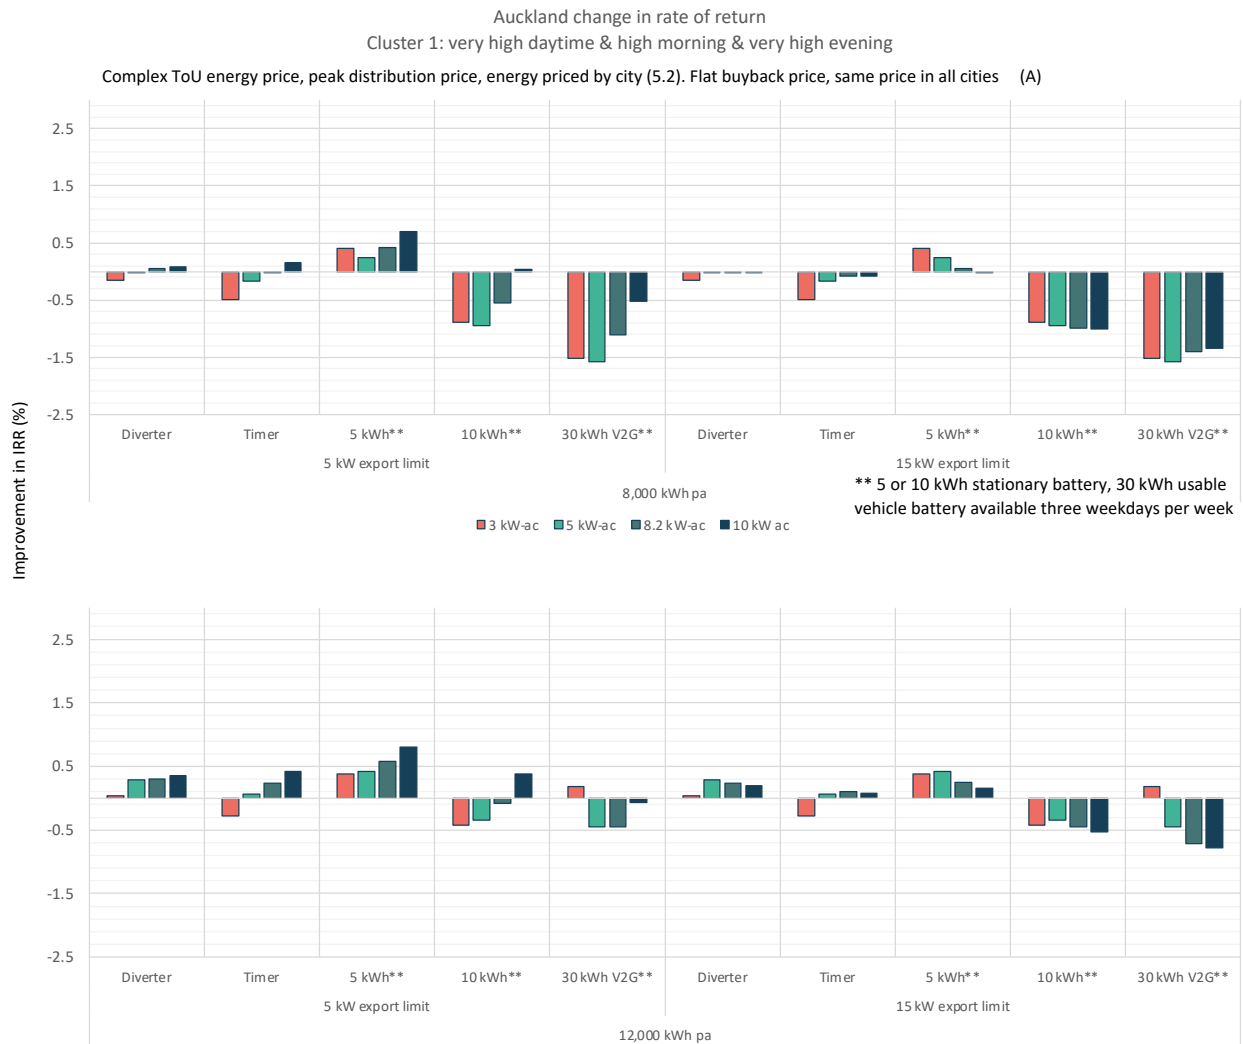 Auckland change in rate of return
Cluster 1: very high daytime & high morning & very high evening
Complex ToU energy price, peak distribution price, energy priced by city (5.2). Flat buyback price, same price in all cities (A)
Improvement in IRR (%)
2.5
1.5
0.5
-0.5
-1.5
-2.5
Diverter Timer 5 kWh** 10 kWh** 30 kWh V2G** Diverter Timer 5 kWh** 10 kWh** 30 kWh V2G**
5 kW export limit 15 kW export limit
8,000 kWh pa
** 5 or 10 kWh stationary battery, 30 kWh usable
vehicle battery available three weekdays per week
3 kW-ac 5 kW-ac 8.2 kW-ac 10 kW ac
2.5
1.5
0.5
-0.5
-1.5
-2.5
Diverter Timer 5 kWh** 10 kWh** 30 kWh V2G** Diverter Timer 5 kWh** 10 kWh** 30 kWh V2G**
5 kW export limit 15 kW export limit
12,000 kWh pa